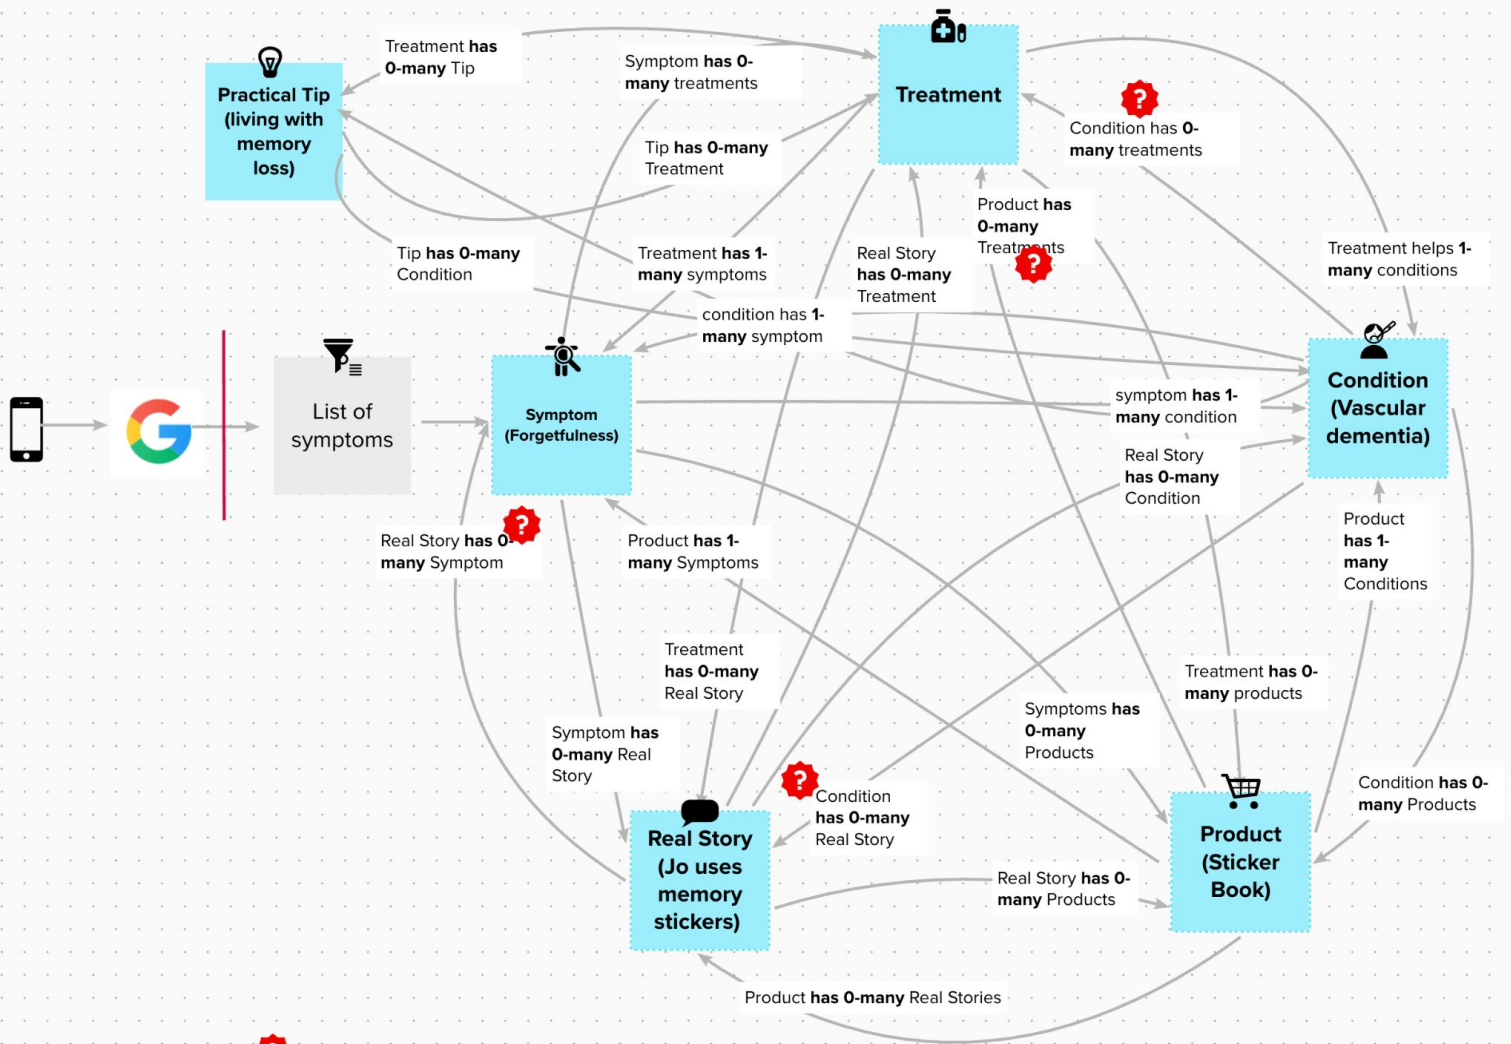 Treatment has
0-many Tip
Symptom has 0-
many treatments
Practical Tip
(living with
memory
loss)
Treatment
?
Condition has 0-
many treatments
Tip has 0-many
Treatment
Product has
0-many
Treatments
?
Tip has 0-many
Condition
Treatment has 1-
many symptoms
Real Story
has 0-many
Treatment
Treatment helps 1-
many conditions
condition has 1-
many symptom
List of
symptoms
Symptom
(Forgetfulness)
symptom has 1-
many condition
Condition
(Vascular
dementia)
Real Story
has 0-many
Condition
?
Real Story has 0-
many Symptom
Product has 1-
many Symptoms
Product
has 1-
many
Conditions
Treatment
has 0-many
Real Story
Treatment has 0-
many products
Symptom has
0-many Real
Story
Symptoms has
0-many
Products
?
Condition
has 0-many
Real Story
Condition has 0-
many Products
Real Story
(Jo uses
memory
stickers)
Product
(Sticker
Book)
Real Story has 0-
many Products
Product has 0-many Real Stories